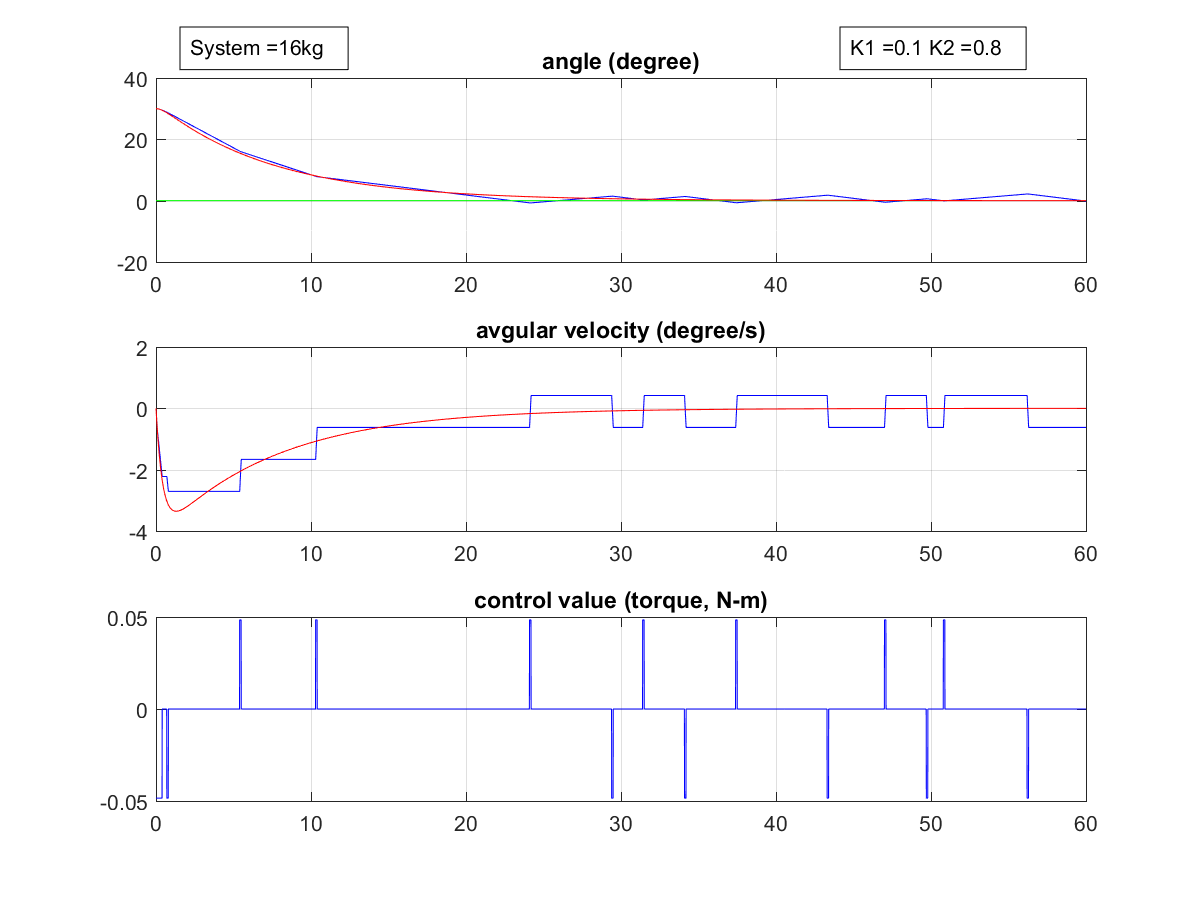 System =16kg
K1 =0.1 K2 =0.8
angle (degree)
40
20
0
-20
0 10 20 30 40 50 60
avgular velocity (degree/s)
2
0
-2
-4
0 10 20 30 40 50 60
control value (torque, N-m)
0.05
0
-0.05
0 10 20 30 40 50 60